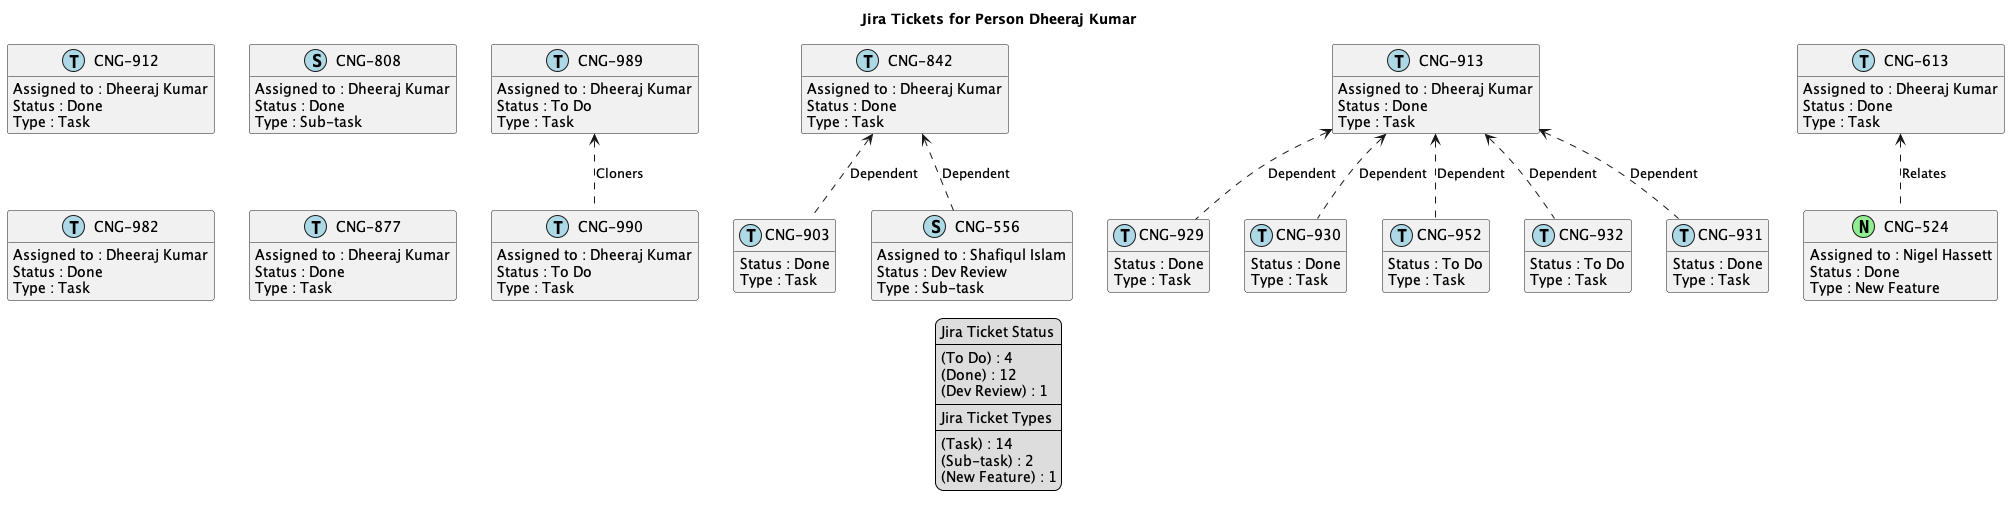 Jira Tickets for Person Dheeraj Kumar
T CNG-912
Assigned to : Dheeraj Kumar
Status : Done
Type : Task
S CNG-808
Assigned to : Dheeraj Kumar
Status : Done
Type : Sub-task
T CNG-989
Assigned to : Dheeraj Kumar
Status : To Do
Type : Task
T CNG-842
Assigned to : Dheeraj Kumar
Status : Done
Type : Task
T CNG-913
Assigned to : Dheeraj Kumar
Status : Done
Type : Task
T CNG-613
Assigned to : Dheeraj Kumar
Status : Done
Type : Task
Cloners
Dependent
Dependent
Dependent
Dependent
Dependent
Dependent
Dependent
Relates
T CNG-982
Assigned to : Dheeraj Kumar
Status : Done
Type : Task
T CNG-877
Assigned to : Dheeraj Kumar
Status : Done
Type : Task
T CNG-990
Assigned to : Dheeraj Kumar
Status : To Do
Type : Task
T CNG-903
Status : Done
Type : Task
S CNG-556
Assigned to : Shafiqul Islam
Status : Dev Review
Type : Sub-task
T CNG-929
Status : Done
Type : Task
T CNG-930
Status : Done
Type : Task
T CNG-952
Status : To Do
Type : Task
T CNG-932
Status : To Do
Type : Task
T CNG-931
Status : Done
Type : Task
N CNG-524
Assigned to : Nigel Hassett
Status : Done
Type : New Feature
Jira Ticket Status
(To Do) : 4
(Done) : 12
(Dev Review) : 1
Jira Ticket Types
(Task) : 14
(Sub-task) : 2
(New Feature) : 1